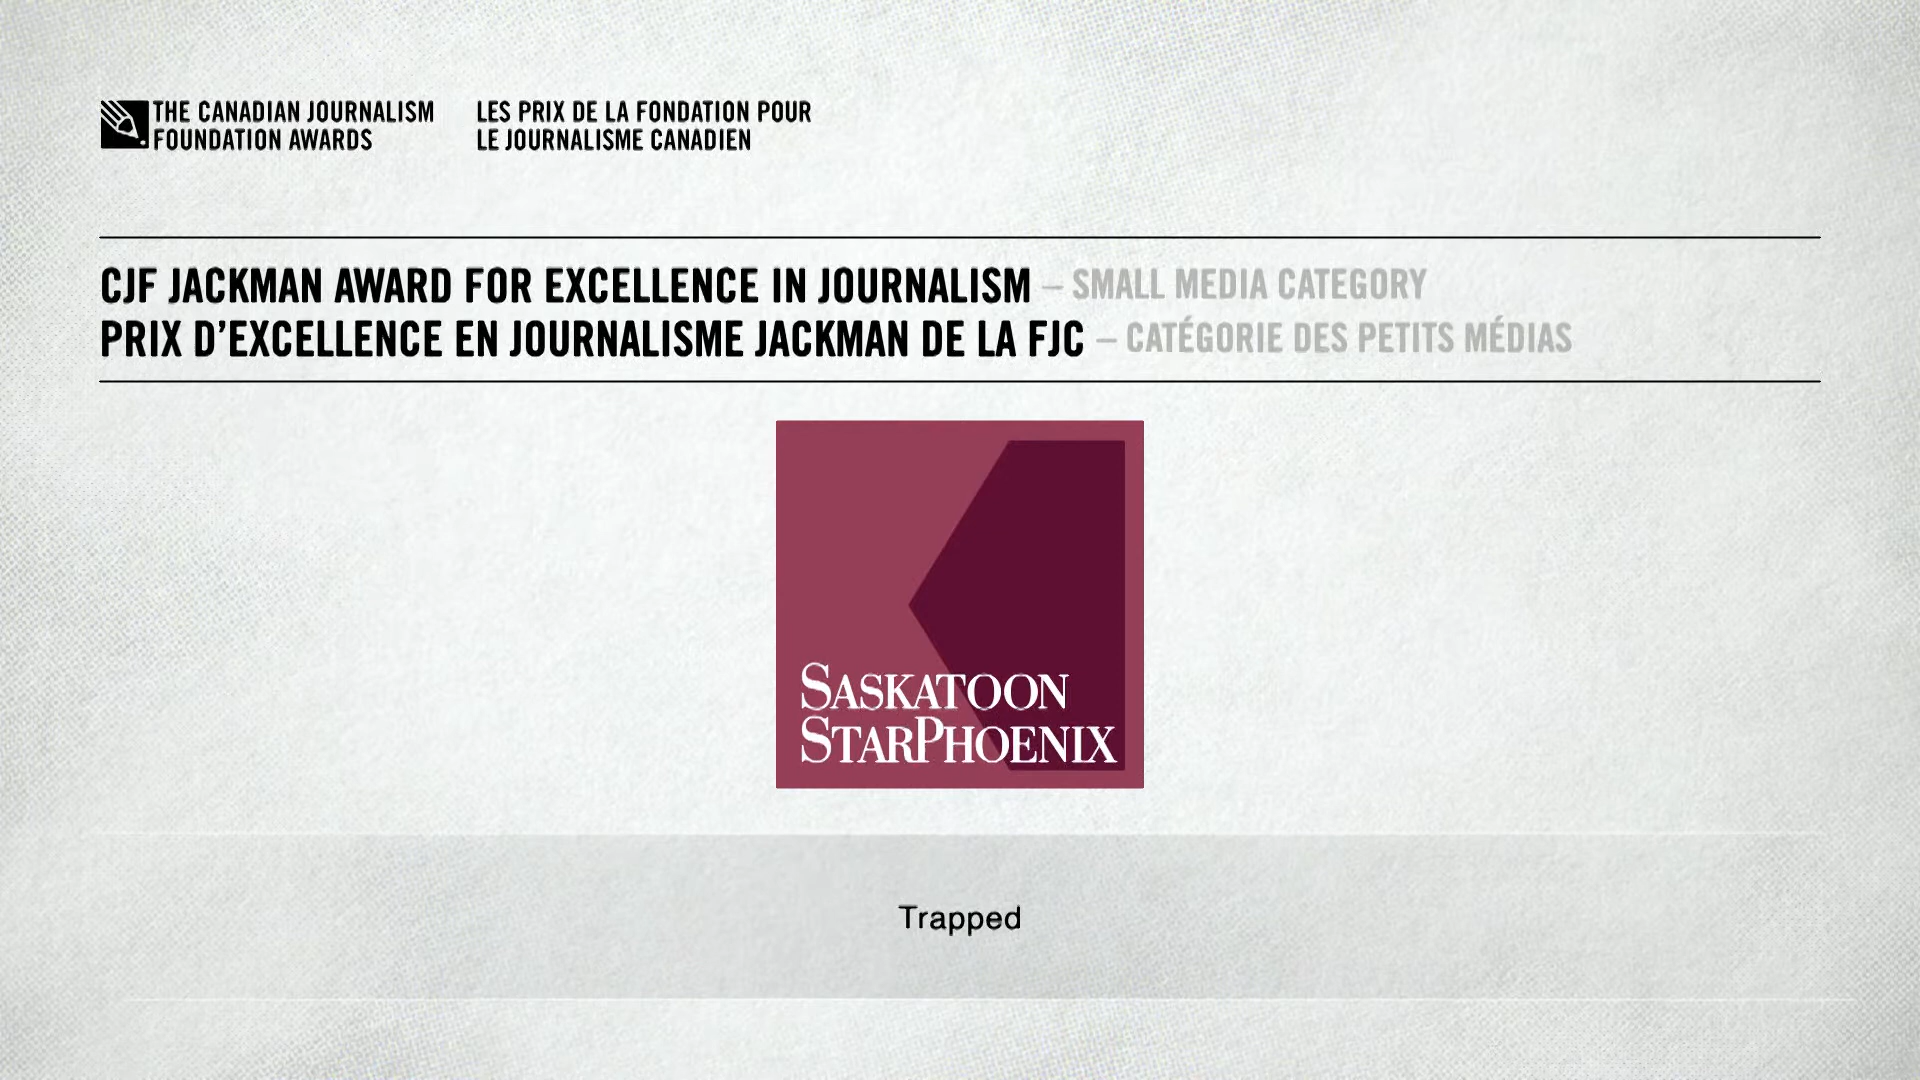 THE CANADIAN JOURNALISM
FOUNDATION AWARDS
LES PRIX DE LA FONDATION POUR
LE JOURNALISME CANADIEN
CJF JACKMAN AWARD FOR EXCELLENCE IN JOURNALISM – SMALL MEDIA CATEGORY
PRIX D’EXCELLENCE EN JOURNALISME JACKMAN DE LA FJC – CATÉGORIE DES PETITS MÉDIAS
SASKATOON
STARPHOENIX
Trapped